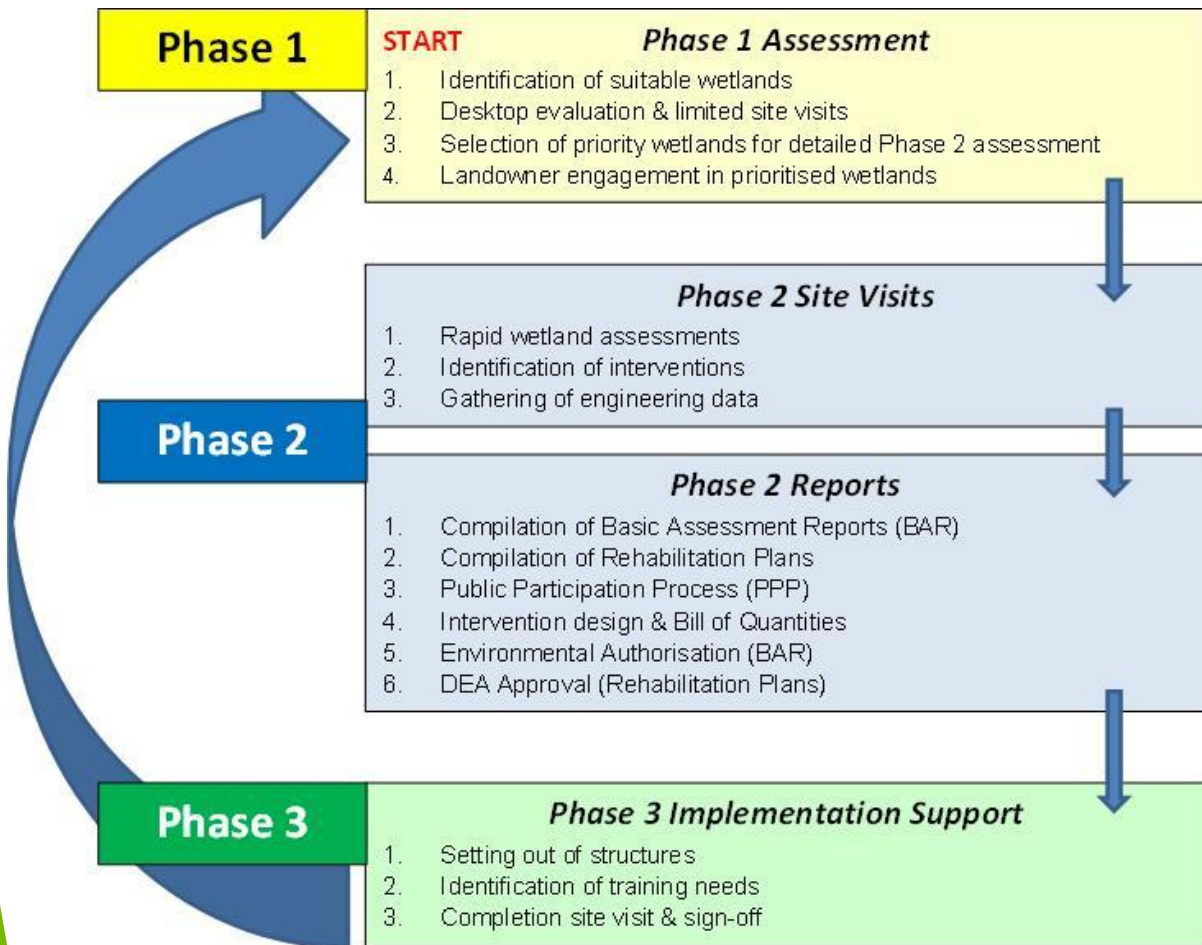 Phase 1
START Phase 1 Assessment
1. Identification of suitable wetlands
2. Desktop evaluation & limited site visits
3. Selection of priority wetlands for detailed Phase 2 assessment
4. Landowner engagement in prioritised wetlands
Phase 2
Phase 2 Site Visits
1. Rapid wetland assessments
2. Identification of interventions
3. Gathering of engineering data
Phase 2 Reports
1. Compilation of Basic Assessment Reports (BAR)
2. Compilation of Rehabilitation Plans
3. Public Participation Process (PPP)
4. Intervention design & Bill of Quantities
5. Environmental Authorisation (BAR)
6. DEA Approval (Rehabilitation Plans)
Phase 3
Phase 3 Implementation Support
1. Setting out of structures
2. Identification of training needs
3. Completion site visit & sign-off